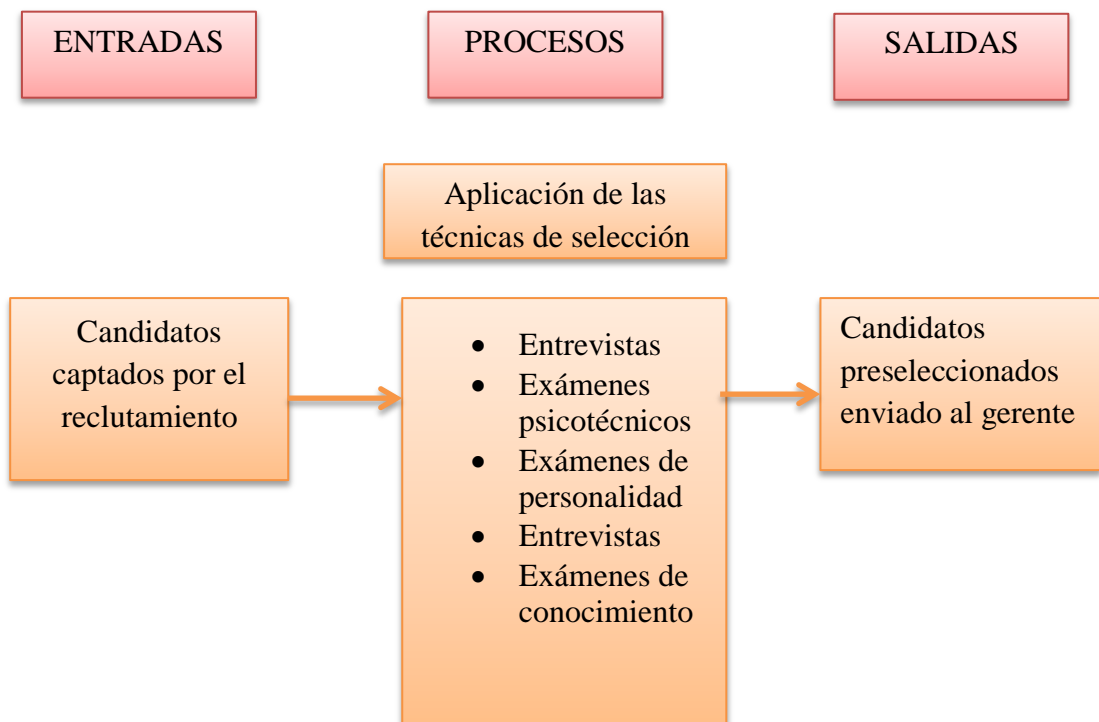 ENTRADAS
PROCESOS
SALIDAS
Aplicación de las
técnicas de selección
Candidatos
captados por el
reclutamiento
• Entrevistas
• Exámenes
psicotécnicos
• Exámenes de
personalidad
• Entrevistas
• Exámenes de
conocimiento
Candidatos
preseleccionados
enviado al gerente